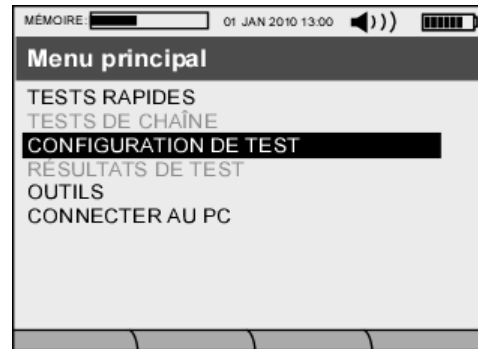 MÉMOIRE: 01 JAN 2010 13:00
Menu principal
TESTS RAPIDES
TESTS DE CHAÎNE
CONFIGURATION DE TEST
RÉSULTATS DE TEST
OUTILS
CONNECTER AU PC